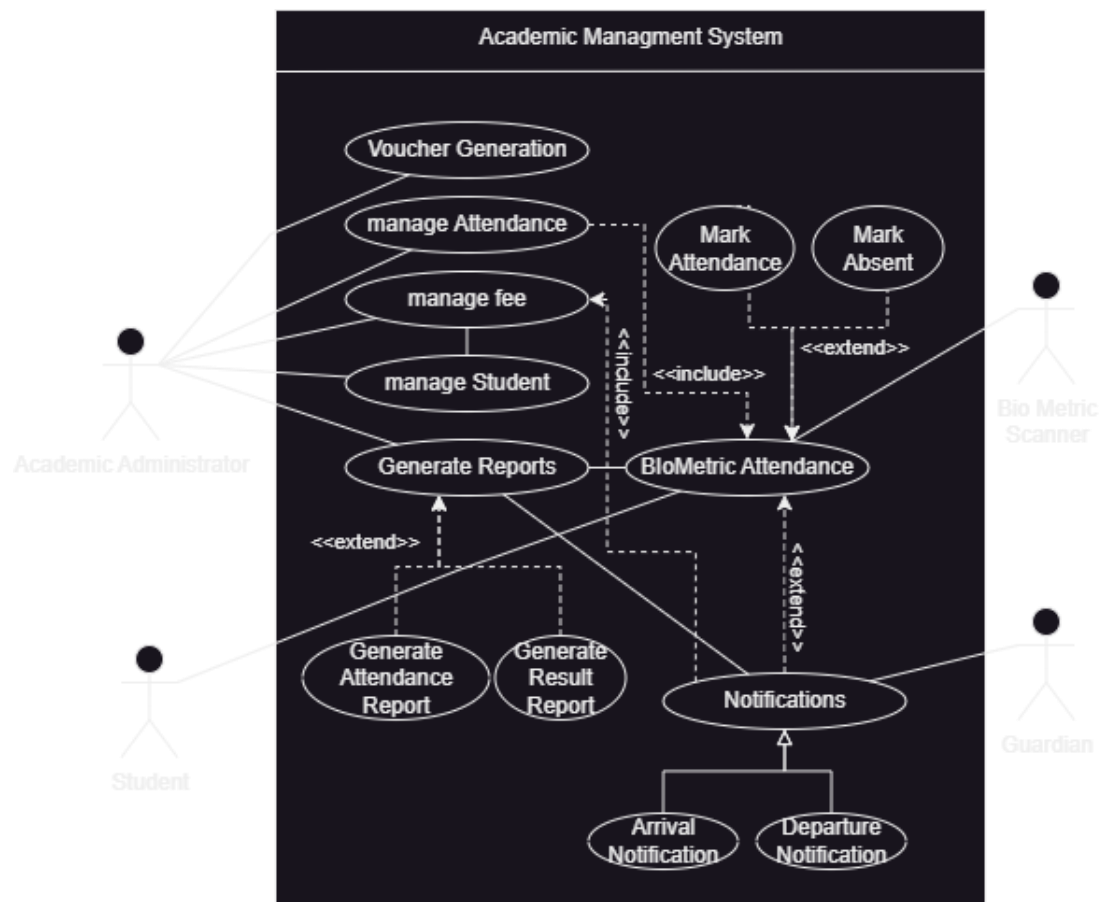 Academic Managment System
Voucher Generation
manage Attendance
Mark
Attendance
Mark
Absent
manage fee
<<include>>
<<extend>>
<<include>>
manage Student
Bio Metric
Scanner
Academic Administrator
Generate Reports
BIoMetric Attendance
<<extend>>
<<extend>>
Generate
Attendance
Report
Generate
Result
Report
Notifications
Guardian
Student
Arrival
Notification
Departure
Notification